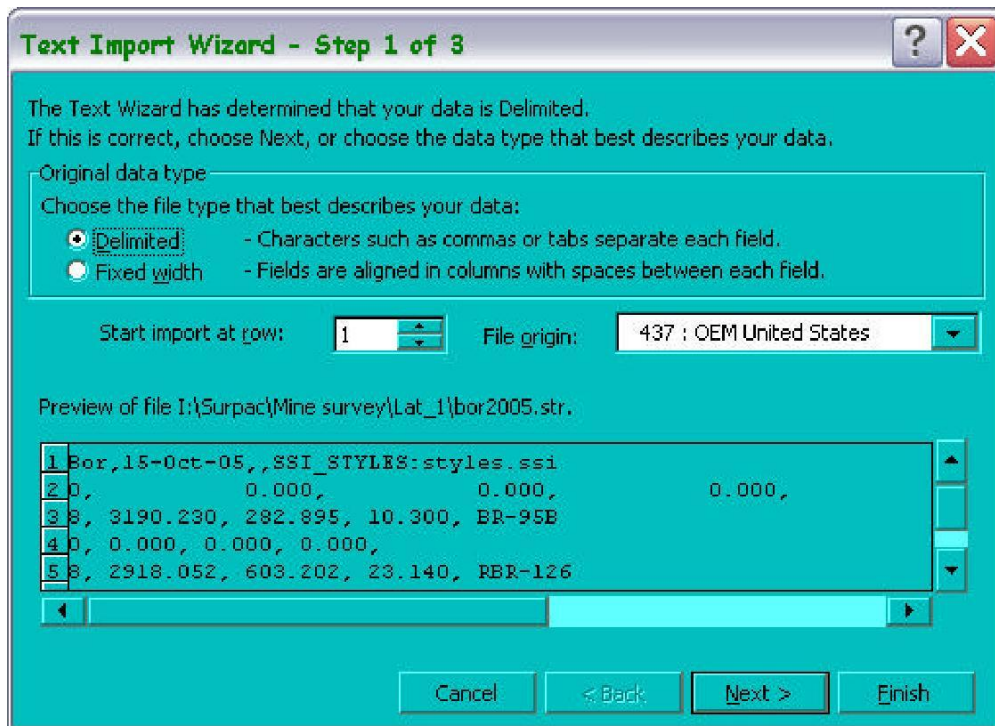 Text Import Wizard - Step 1 of 3
?
The Text Wizard has determined that your data is Delimited.
If this is correct, choose Next, or choose the data type that best describes your data.
Original data type
Choose the file type that best describes your data:
Delimited - Characters such as commas or tabs separate each field.
Fixed width - Fields are aligned in columns with spaces between each field.
Start import at row: 1 File origin: 437 : OEM United States
Preview of file I:\Surpac\Mine survey\Lat_1\bor2005.str.
1 Bor,15-Oct-05,,SSI_STYLES:styles.ssi
2 0, 0.000, 0.000, 0.000,
3 8, 3190.230, 282.895, 10.300, BR-95B
4 0, 0.000, 0.000, 0.000,
5 8, 2918.052, 603.202, 23.140, RBR-126
Cancel < Back Next > Finish